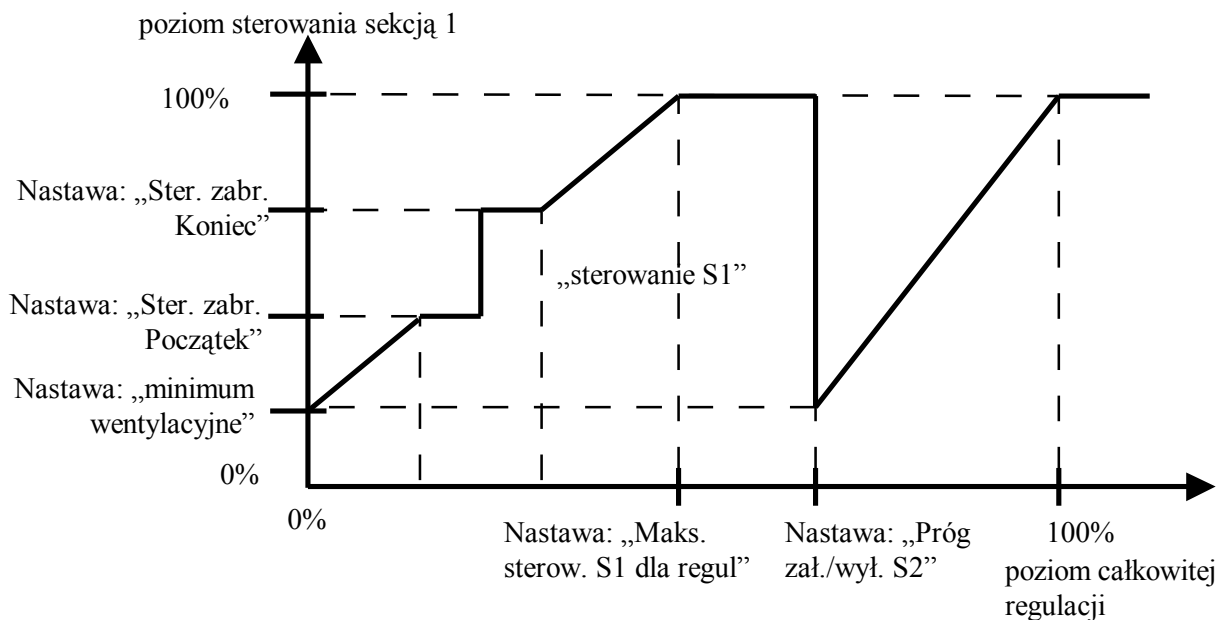 poziom sterowania sekcją 1
100%
Nastawa: „Ster. zabr.
Koniec”
„sterowanie S1”
Nastawa: „Ster. zabr.
Początek”
Nastawa: „minimum
wentylacyjne”
0%
0%
Nastawa: „Maks.
sterow. S1 dla regul”
Nastawa: „Próg
zał./wył. S2”
100%
poziom całkowitej
regulacji